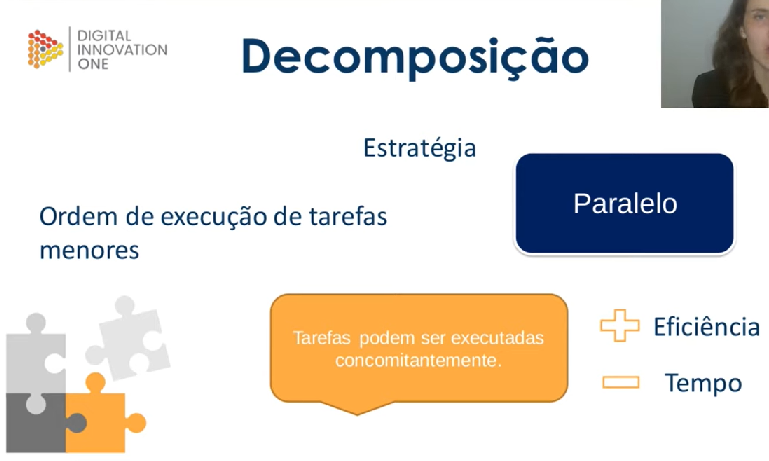 DIGITAL
INNOVATION
ONE
Decomposição
Estratégia
Paralelo
Ordem de execução de tarefas
menores
Tarefas podem ser executadas
concomitantemente.
Eficiência
Tempo